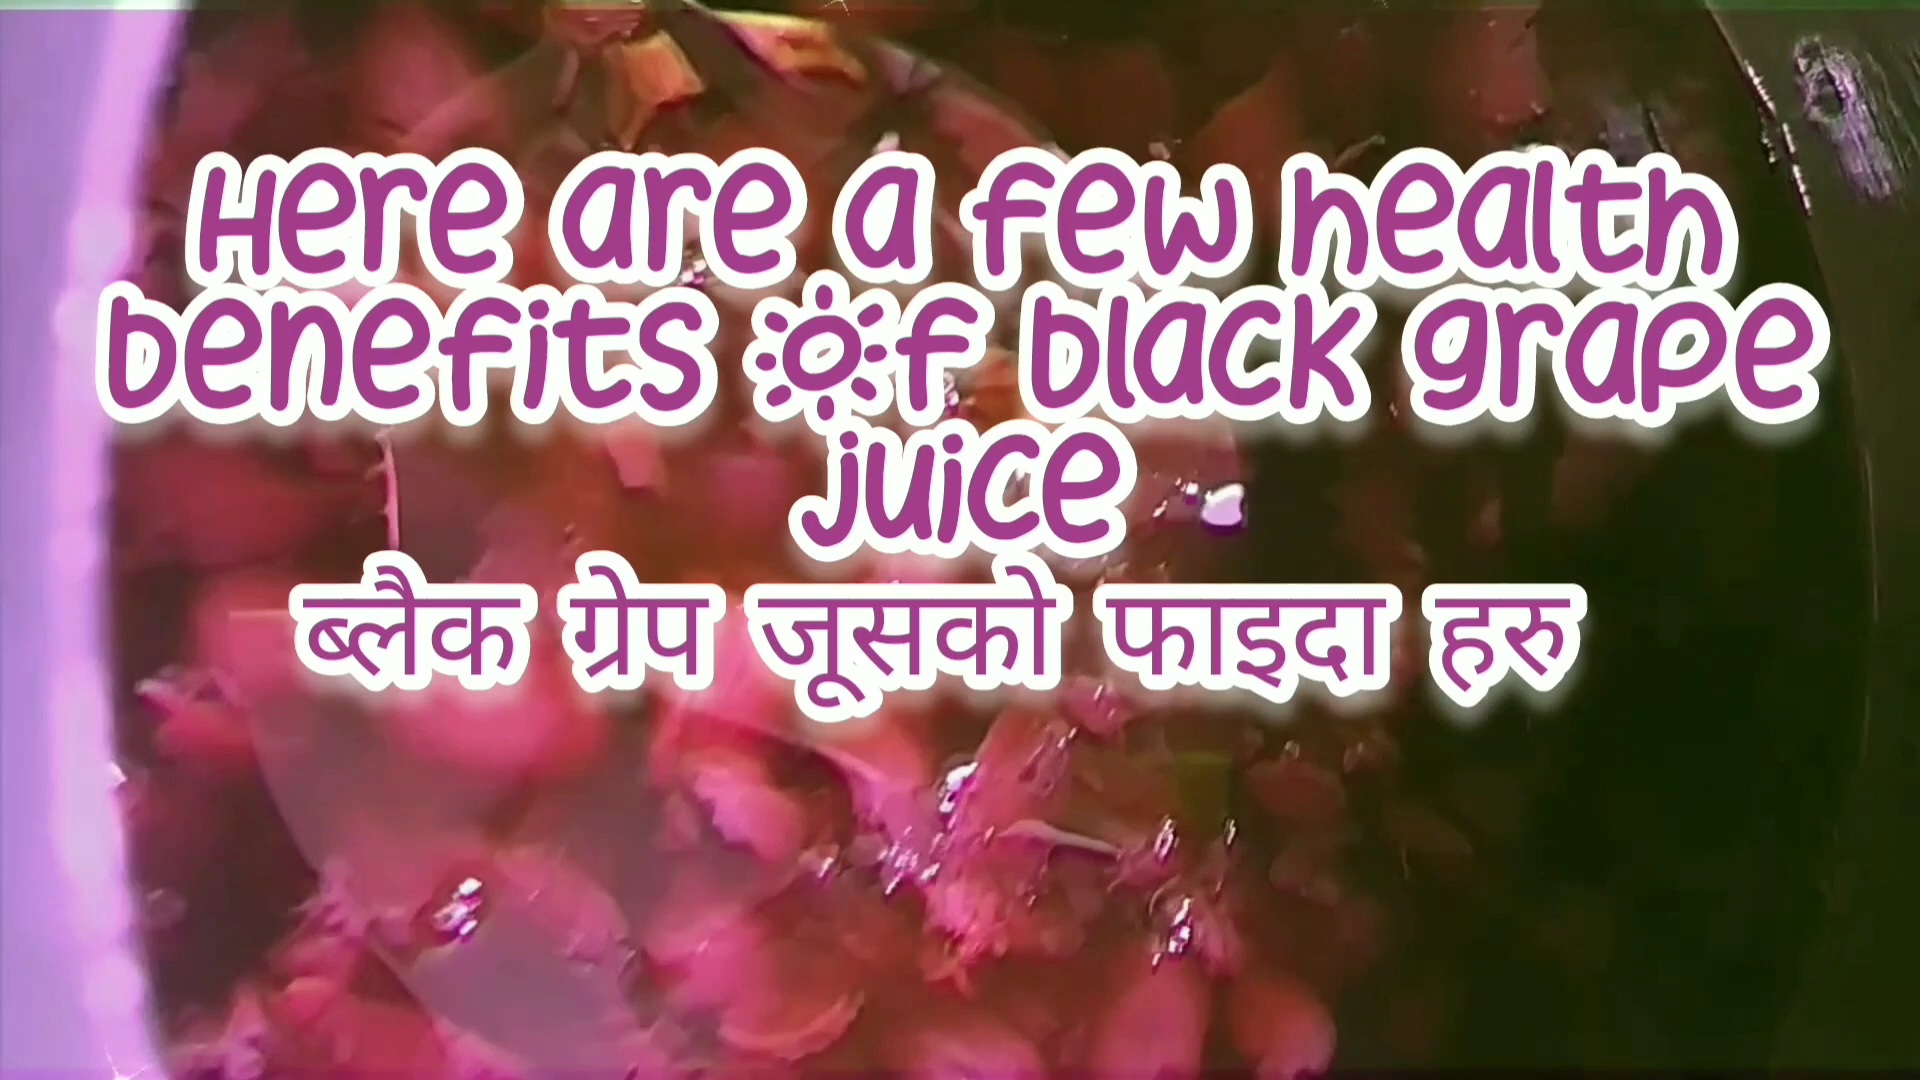 Here are a few health
benefits of black grape
juice
ब्लैक ग्रेप जूसको फाइदा हरु